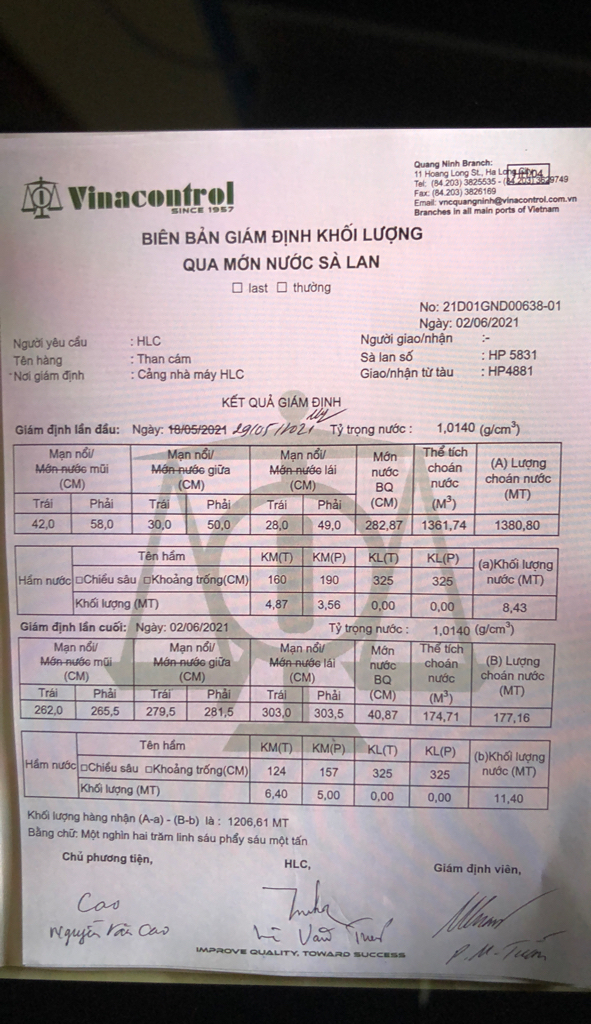 Vinacontrol
SINCE 1957
Quang Ninh Branch:
11 Hoang Long St., Ha Long
Tel: (84.203) 3825535 - (84.203) 3629749
Fax: (84.203) 3826169
Email: vncquangninh@vinacontrol.com.vn
Branches in all main ports of Vietnam
BIÊN BẢN GIÁM ĐỊNH KHỐI LƯỢNG
QUA MỚN NƯỚC SÀ LAN
☐ last ☐ thường
No: 21D01GND00638-01
Ngày: 02/06/2021
Người yêu cầu : HLC
Người giao/nhận :-
Tên hàng : Than cám
Sà lan số : HP 5831
Nơi giám định : Cảng nhà máy HLC
Giao/nhận từ tàu : HP4881
KẾT QUẢ GIÁM ĐỊNH
Giám định lần đầu: Ngày: 18/05/2021 29/05/2021 Tỷ trọng nước : 1,0140 (g/cm³)
Mạn nổi/ Mạn nổi/ Mạn nổi/ Mớn Thể tích (A) Lượng
Mớn nước mũi Mớn nước giữa Mớn nước lái nước choán choán nước
(CM) (CM) (CM) BQ nước (MT)
Trái Phải Trái Phải Trái Phải (CM) (M³)
42,0 58,0 30,0 50,0 28,0 49,0 282,87 1361,74 1380,80
Tên hầm KM(T) KM(P) KL(T) KL(P) (a)Khối lượng
Hầm nước ☐Chiều sâu ☐Khoảng trống(CM) 160 190 325 325 nước (MT)
Khối lượng (MT) 4,87 3,56 0,00 0,00 8,43
Giám định lần cuối: Ngày: 02/06/2021 Tỷ trọng nước : 1,0140 (g/cm³)
Mạn nổi/ Mạn nổi/ Mạn nổi/ Mớn Thể tích (B) Lượng
Mớn nước mũi Mớn nước giữa Mớn nước lái nước choán choán nước
(CM) (CM) (CM) BQ nước (MT)
Trái Phải Trái Phải Trái Phải (CM) (M³)
262,0 265,5 279,5 281,5 303,0 303,5 40,87 174,71 177,16
Tên hầm KM(T) KM(P) KL(T) KL(P) (b)Khối lượng
Hầm nước ☐Chiều sâu ☐Khoảng trống(CM) 124 157 325 325 nước (MT)
Khối lượng (MT) 6,40 5,00 0,00 0,00 11,40
Khối lượng hàng nhận (A-a) - (B-b) là : 1206,61 MT
Bằng chữ: Một nghìn hai trăm linh sáu phẩy sáu một tấn
Chủ phương tiện, HLC, Giám định viên,
Cao
Nguyễn Văn Cao
IMPROVE QUALITY, TOWARD SUCCESS